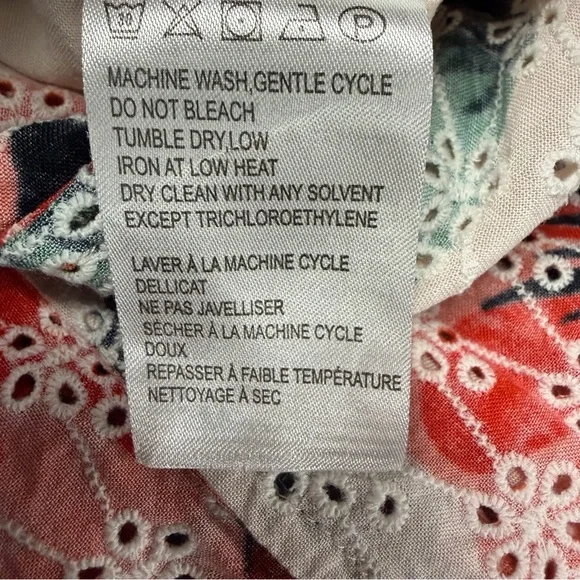 30 P
MACHINE WASH,GENTLE CYCLE
DO NOT BLEACH
TUMBLE DRY,LOW
IRON AT LOW HEAT
DRY CLEAN WITH ANY SOLVENT
EXCEPT TRICHLOROETHYLENE
LAVER À LA MACHINE CYCLE
DELLICAT
NE PAS JAVELLISER
SÉCHER À LA MACHINE CYCLE
DOUX
REPASSER À FAIBLE TEMPÉRATURE
NETTOYAGE À SEC